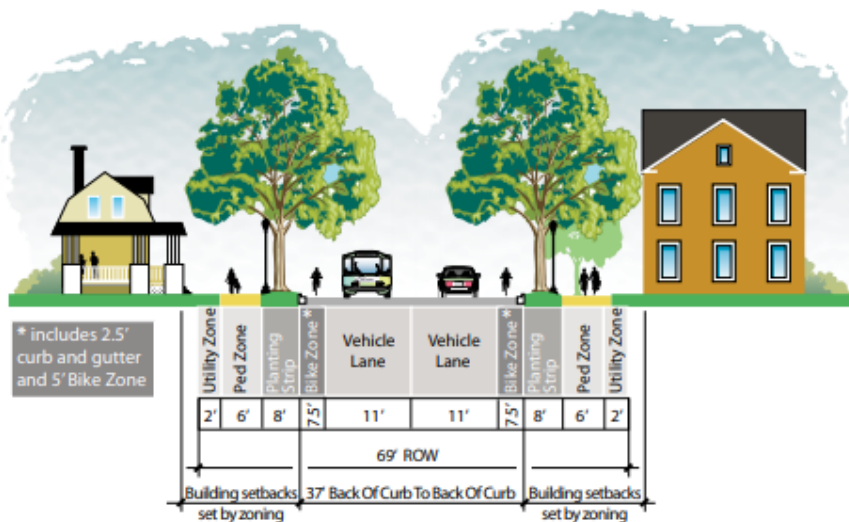 * includes 2.5'
curb and gutter
and 5' Bike Zone
Utility Zone
Ped Zone
Planting
Strip
Bike Zone*
Vehicle
Lane
Vehicle
Lane
Bike Zone*
Planting
Strip
Ped Zone
Utility Zone
2' 6' 8' 7.5' 11' 11' 7.5' 8' 6' 2'
69' ROW
Building setbacks 37' Back Of Curb To Back Of Curb Building setbacks
set by zoning set by zoning